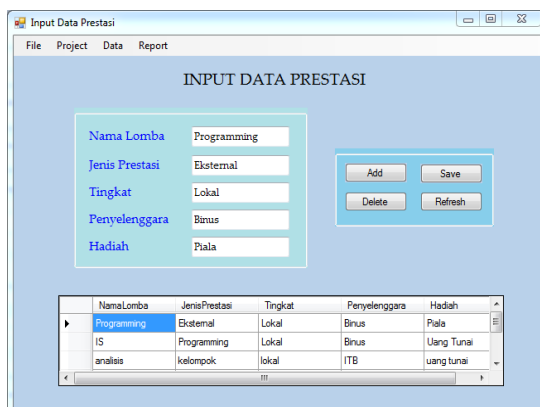 Input Data Prestasi
File Project Data Report
INPUT DATA PRESTASI
Nama Lomba Programming
Jenis Prestasi Eksternal
Tingkat Lokal
Penyelenggara Binus
Hadiah Piala
Add Save
Delete Refresh
NamaLomba JenisPrestasi Tingkat Penyelenggara Hadiah
Programming Eksternal Lokal Binus Piala
IS Programming Lokal Binus Uang Tunai
analisis kelompok lokal ITB uang tunai